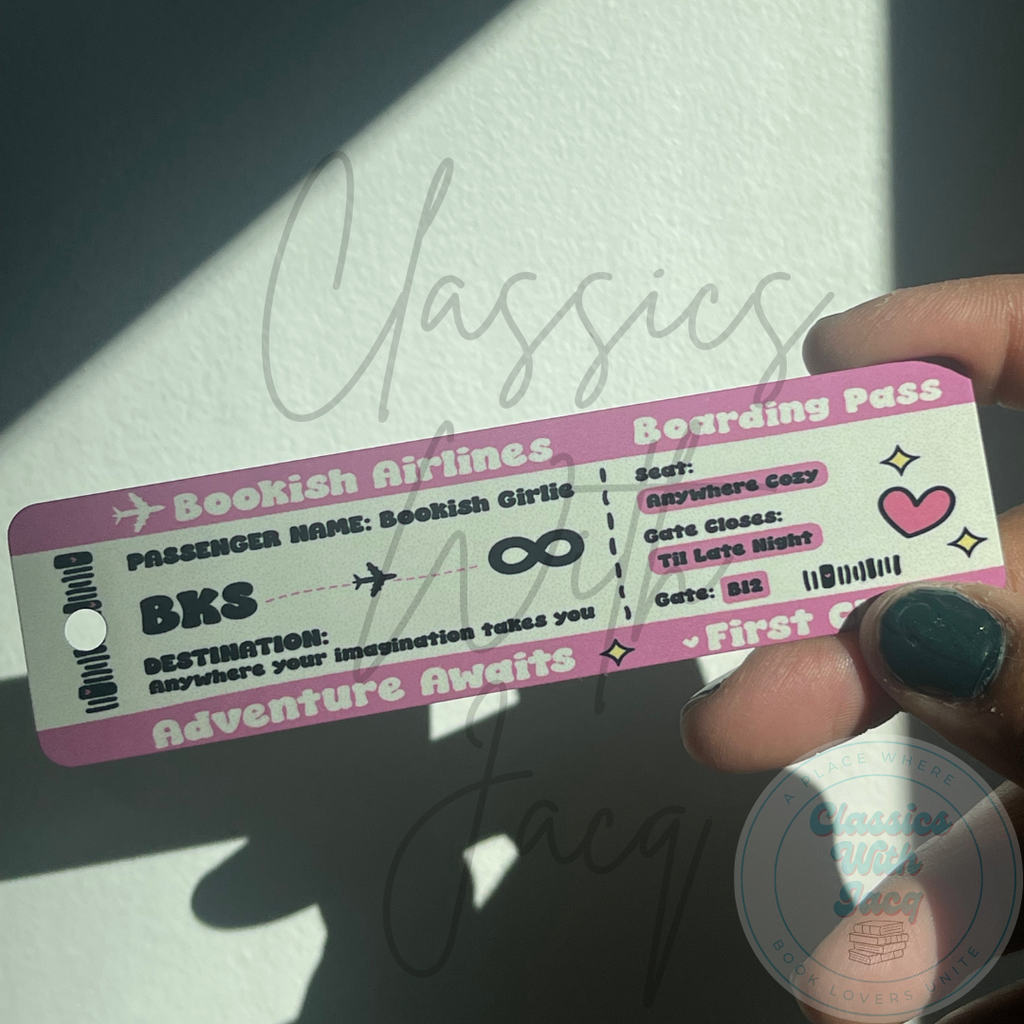 Bookish Airlines
Boarding Pass
PASSENGER NAME: Bookish Girlie
BKS
DESTINATION:
Anywhere your imagination takes you
Seat:
Anywhere Cozy
Gate Closes:
Til Late Night
Gate: B12
Adventure Awaits
First
Classics
With
Jacq
A PLACE WHERE
Classics
With
Jacq
BOOK LOVERS UNITE